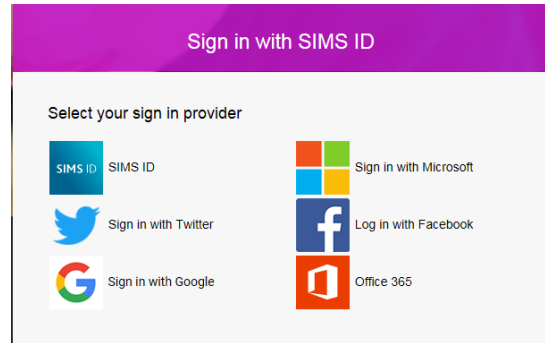 Sign in with SIMS ID
Select your sign in provider
SIMS ID SIMS ID
Sign in with Microsoft
Sign in with Twitter
Log in with Facebook
Sign in with Google
Office 365